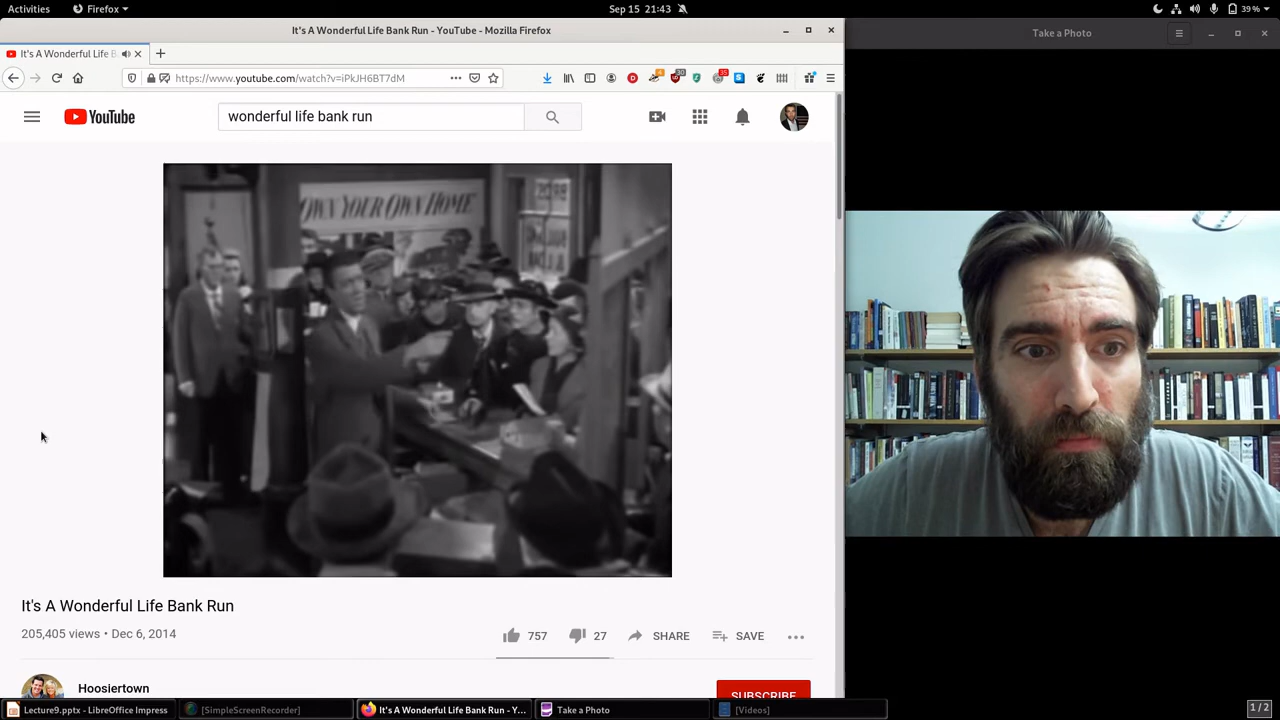 Activities
Firefox
Sep 15 21:43
39 %
It's A Wonderful Life Bank Run - YouTube - Mozilla Firefox
Take a Photo
It's A Wonderful Life B
https://www.youtube.com/watch?v=iPkJH6BT7dM
YouTube
wonderful life bank run
OWN YOUR OWN HOME
It's A Wonderful Life Bank Run
205,405 views • Dec 6, 2014
757
27
SHARE
SAVE
Hoosiertown
SUBSCRIBE
Lecture9.pptx - LibreOffice Impress
[SimpleScreenRecorder]
It's A Wonderful Life Bank Run - Y...
Take a Photo
[Videos]
1 / 2